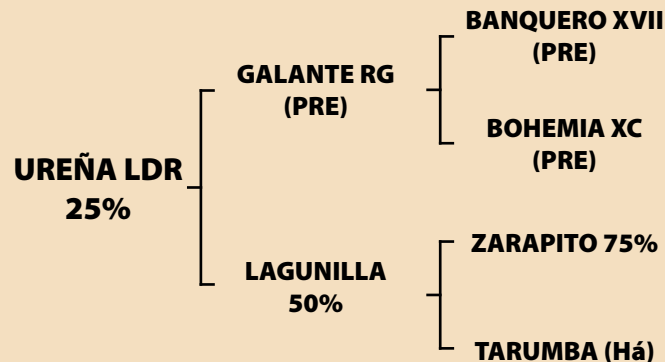 BANQUERO XVII
(PRE)
GALANTE RG
(PRE)
BOHEMIA XC
(PRE)
UREÑA LDR
25%
ZARAPITO 75%
LAGUNILLA
50%
TARUMBA (Há)